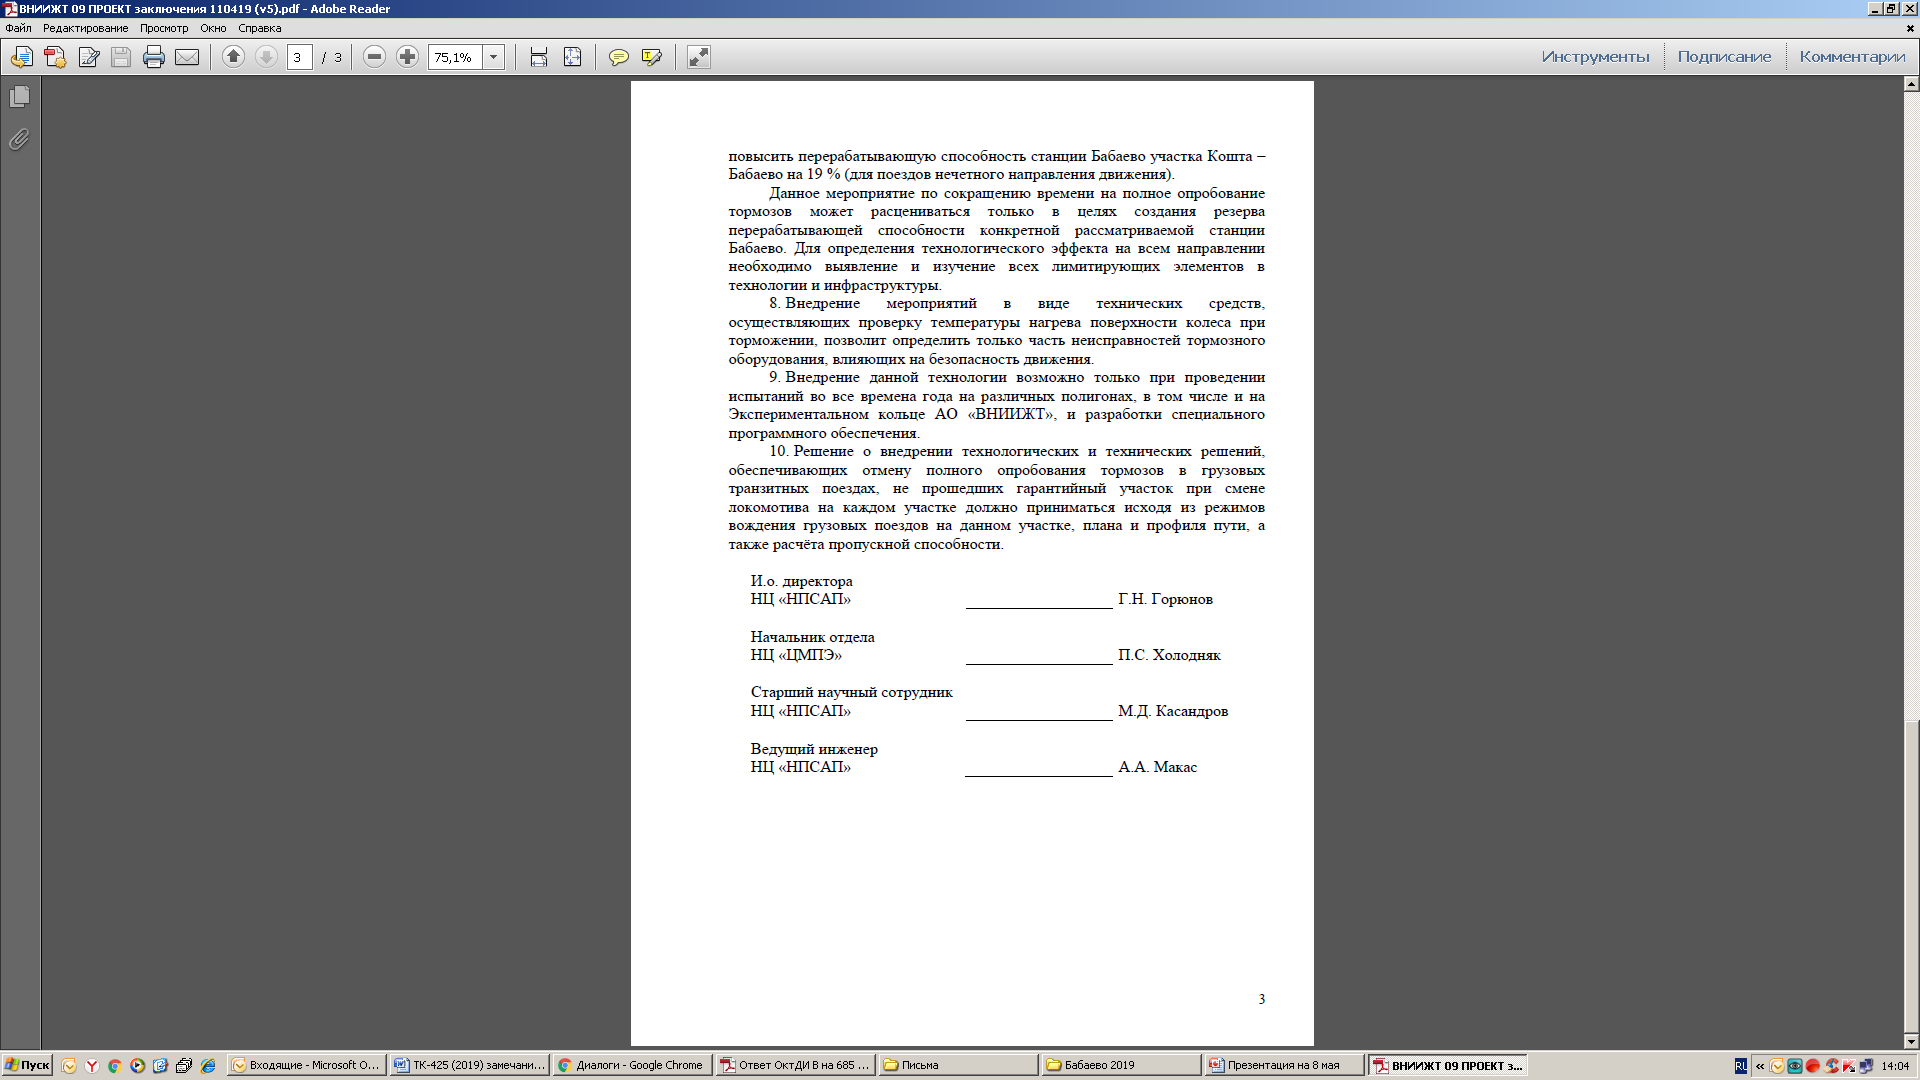 ВНИИЖТ 09 ПРОЕКТ заключения 110419 (v5).pdf - Adobe Reader
Файл Редактирование Просмотр Окно Справка
3 / 3 75,1% Инструменты Подписание Комментарии
повысить перерабатывающую способность станции Бабаево участка Кошта –
Бабаево на 19 % (для поездов нечетного направления движения).
Данное мероприятие по сокращению времени на полное опробование
тормозов может расцениваться только в целях создания резерва
перерабатывающей способности конкретной рассматриваемой станции
Бабаево. Для определения технологического эффекта на всем направлении
необходимо выявление и изучение всех лимитирующих элементов в
технологии и инфраструктуры.
8. Внедрение мероприятий в виде технических средств,
осуществляющих проверку температуры нагрева поверхности колеса при
торможении, позволит определить только часть неисправностей тормозного
оборудования, влияющих на безопасность движения.
9. Внедрение данной технологии возможно только при проведении
испытаний во все времена года на различных полигонах, в том числе и на
Экспериментальном кольце АО «ВНИИЖТ», и разработки специального
программного обеспечения.
10. Решение о внедрении технологических и технических решений,
обеспечивающих отмену полного опробования тормозов в грузовых
транзитных поездах, не прошедших гарантийный участок при смене
локомотива на каждом участке должно приниматься исходя из режимов
вождения грузовых поездов на данном участке, плана и профиля пути, а
также расчёта пропускной способности.
И.о. директора
НЦ «НПСАП» Г.Н. Горюнов
Начальник отдела
НЦ «ЦМПЭ» П.С. Холодняк
Старший научный сотрудник
НЦ «НПСАП» М.Д. Касандров
Ведущий инженер
НЦ «НПСАП» А.А. Макас
3
Пуск Входящие - Microsoft O... ТК-425 (2019) замечани... Диалоги - Google Chrome Ответ ОктДИ В на 685 ... Письма Бабаево 2019 Презентация на 8 мая ВНИИЖТ 09 ПРОЕКТ з... RU « 14:04